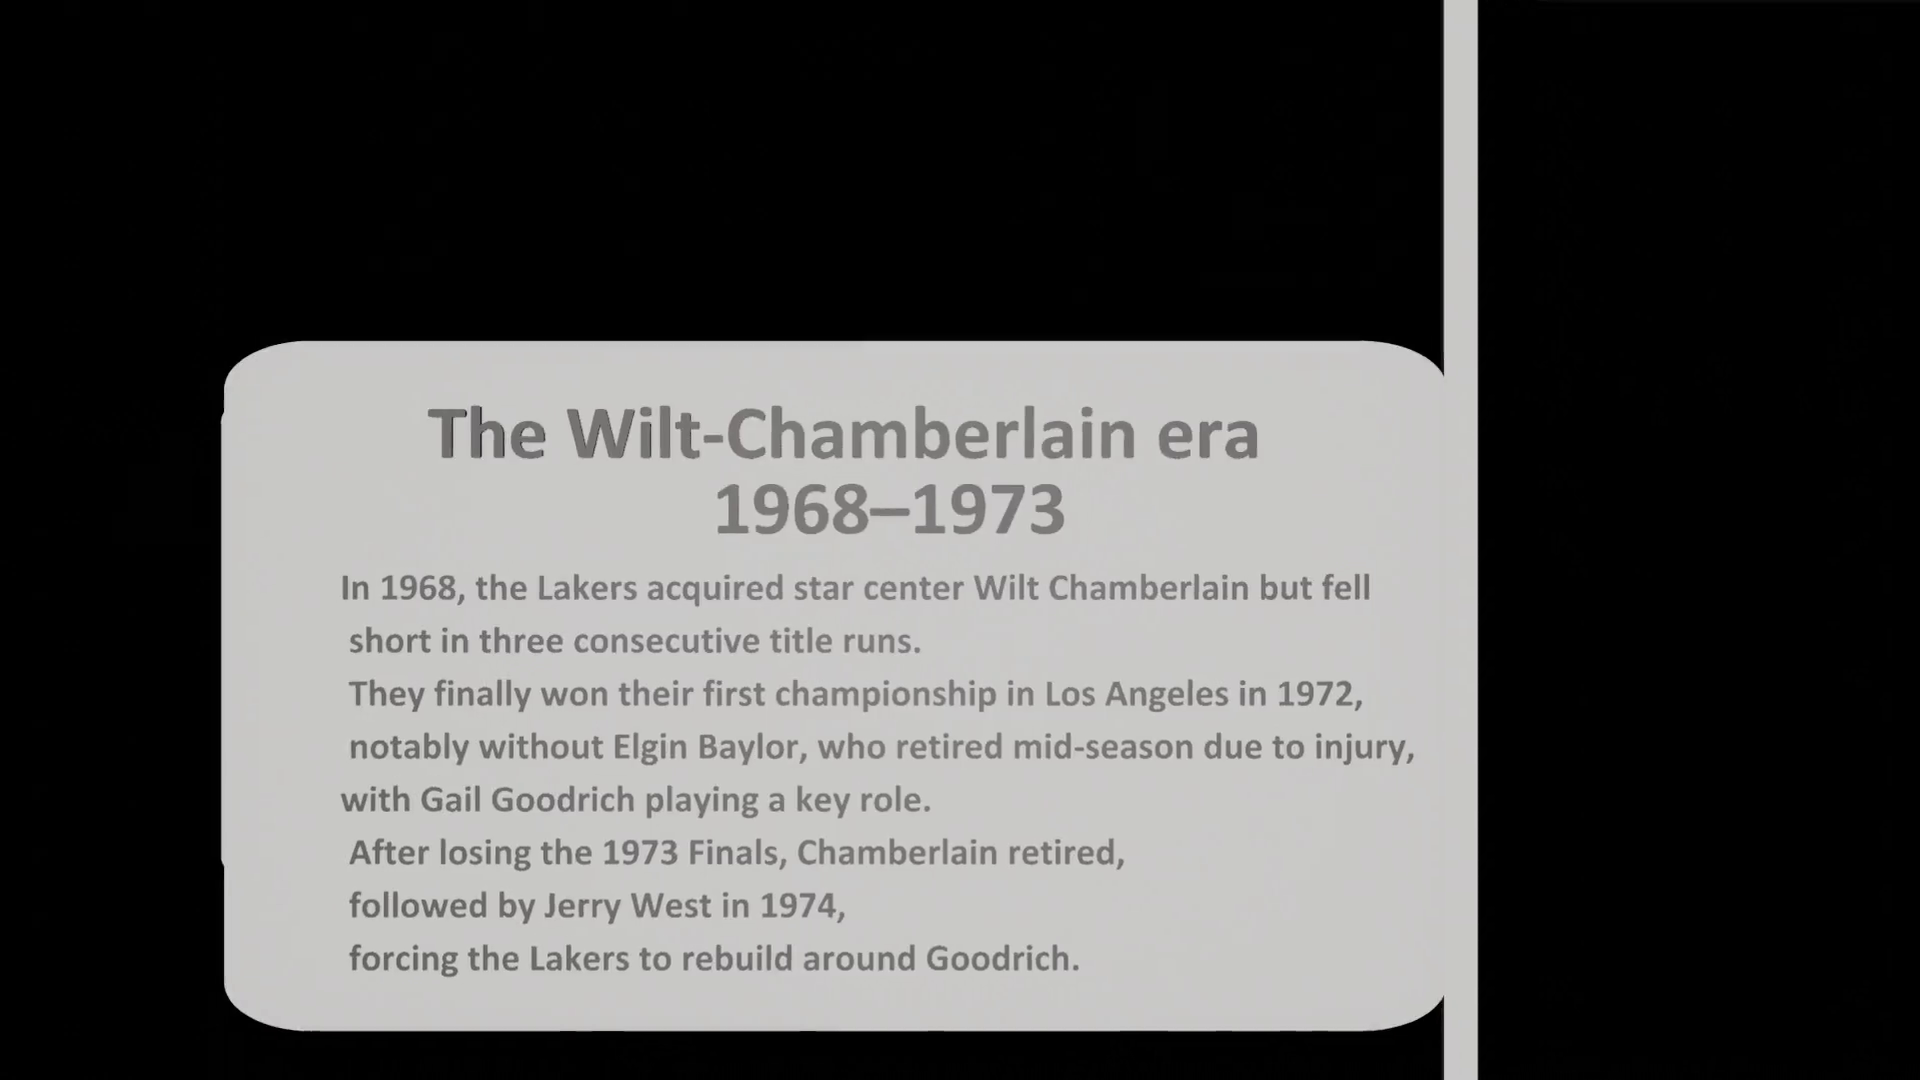 The Wilt-Chamberlain era
1968–1973
In 1968, the Lakers acquired star center Wilt Chamberlain but fell
short in three consecutive title runs.
They finally won their first championship in Los Angeles in 1972,
notably without Elgin Baylor, who retired mid-season due to injury,
with Gail Goodrich playing a key role.
After losing the 1973 Finals, Chamberlain retired,
followed by Jerry West in 1974,
forcing the Lakers to rebuild around Goodrich.